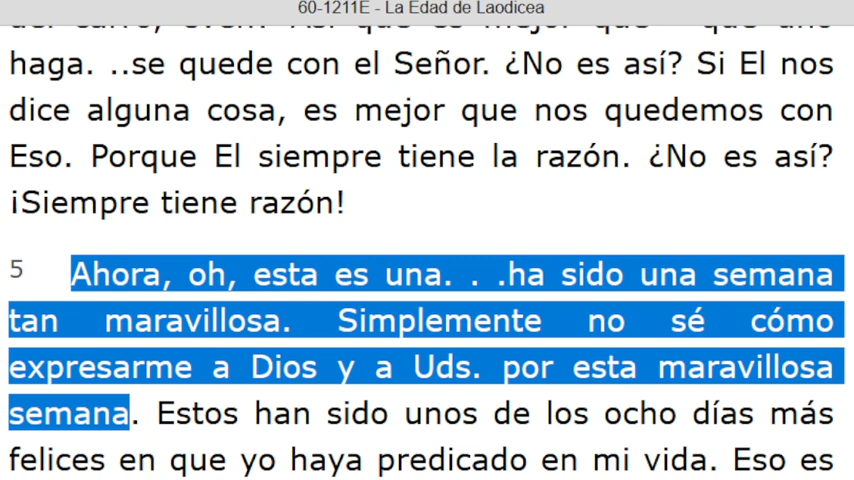 60-1211E - La Edad de Laodicea
haga. ..se quede con el Señor. ¿No es así? Si El nos
dice alguna cosa, es mejor que nos quedemos con
Eso. Porque El siempre tiene la razón. ¿No es así?
¡Siempre tiene razón!
5 Ahora, oh, esta es una. . .ha sido una semana
tan maravillosa. Simplemente no sé cómo
expresarme a Dios y a Uds. por esta maravillosa
semana. Estos han sido unos de los ocho días más
felices en que yo haya predicado en mi vida. Eso es